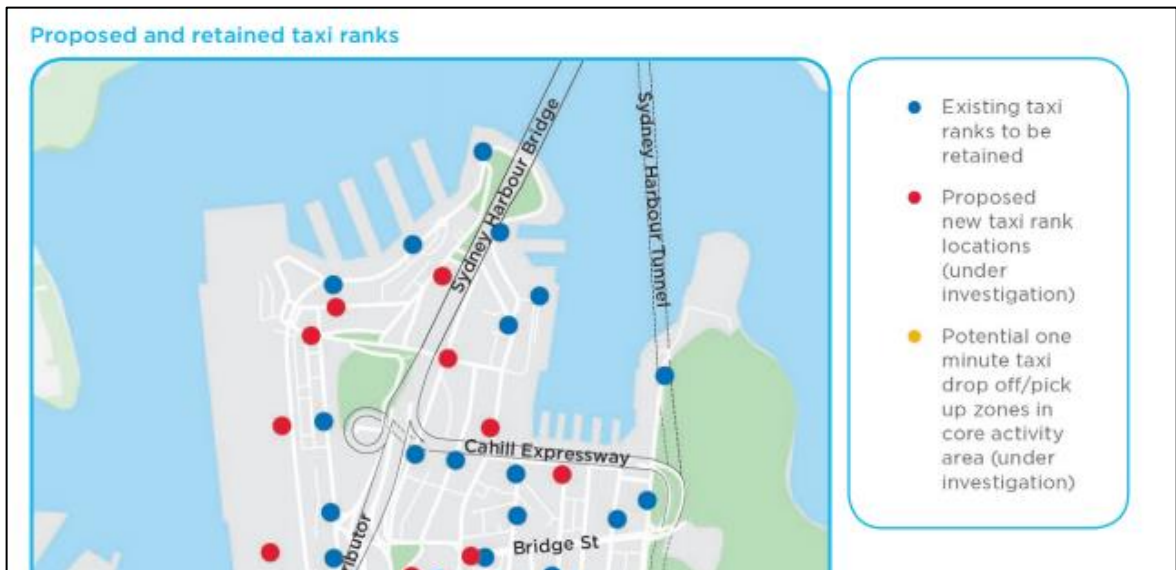 Proposed and retained taxi ranks
Sydney Harbour Bridge
Sydney Harbour Tunnel
Cahill Expressway
Bridge St
ributor
Existing taxi
ranks to be
retained
Proposed
new taxi rank
locations
(under
investigation)
Potential one
minute taxi
drop off/pick
up zones in
core activity
area (under
investigation)